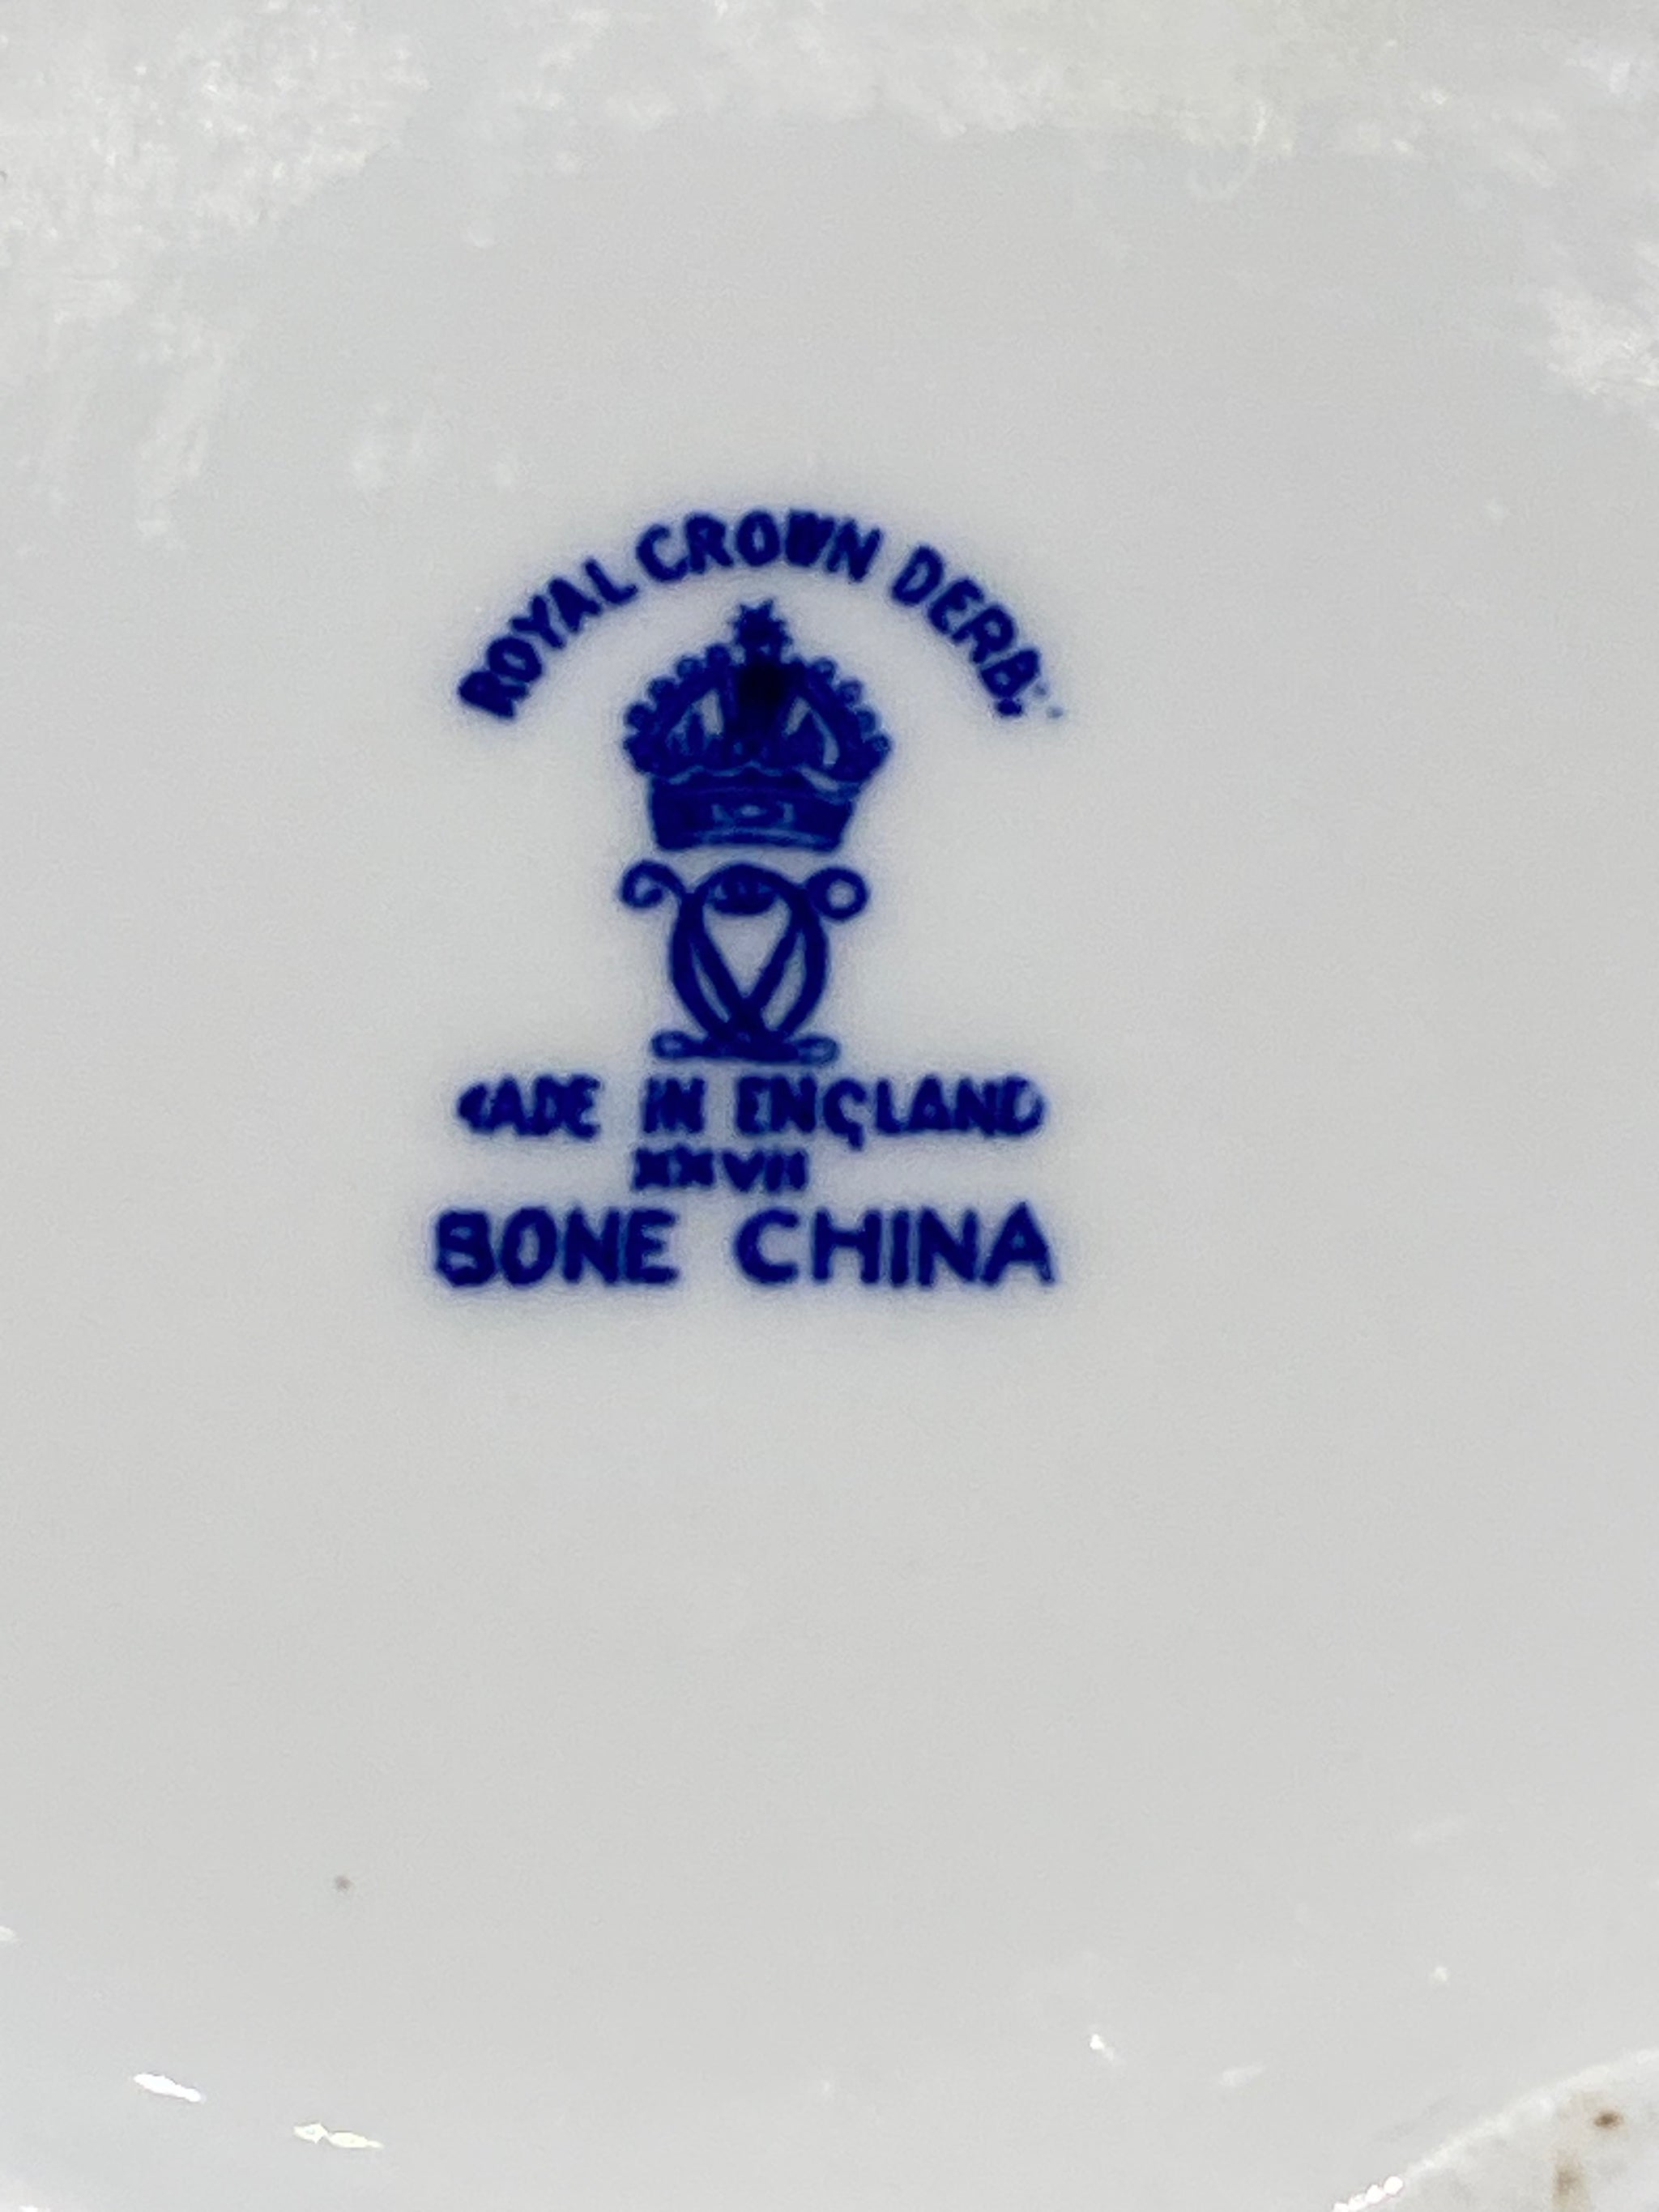 ROYAL CROWN DERBY
MADE IN ENGLAND
XXVII
BONE CHINA